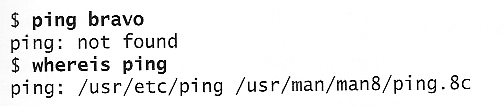 $ ping bravo
ping: not found
$ whereis ping
ping: /usr/etc/ping /usr/man/man8/ping.8c